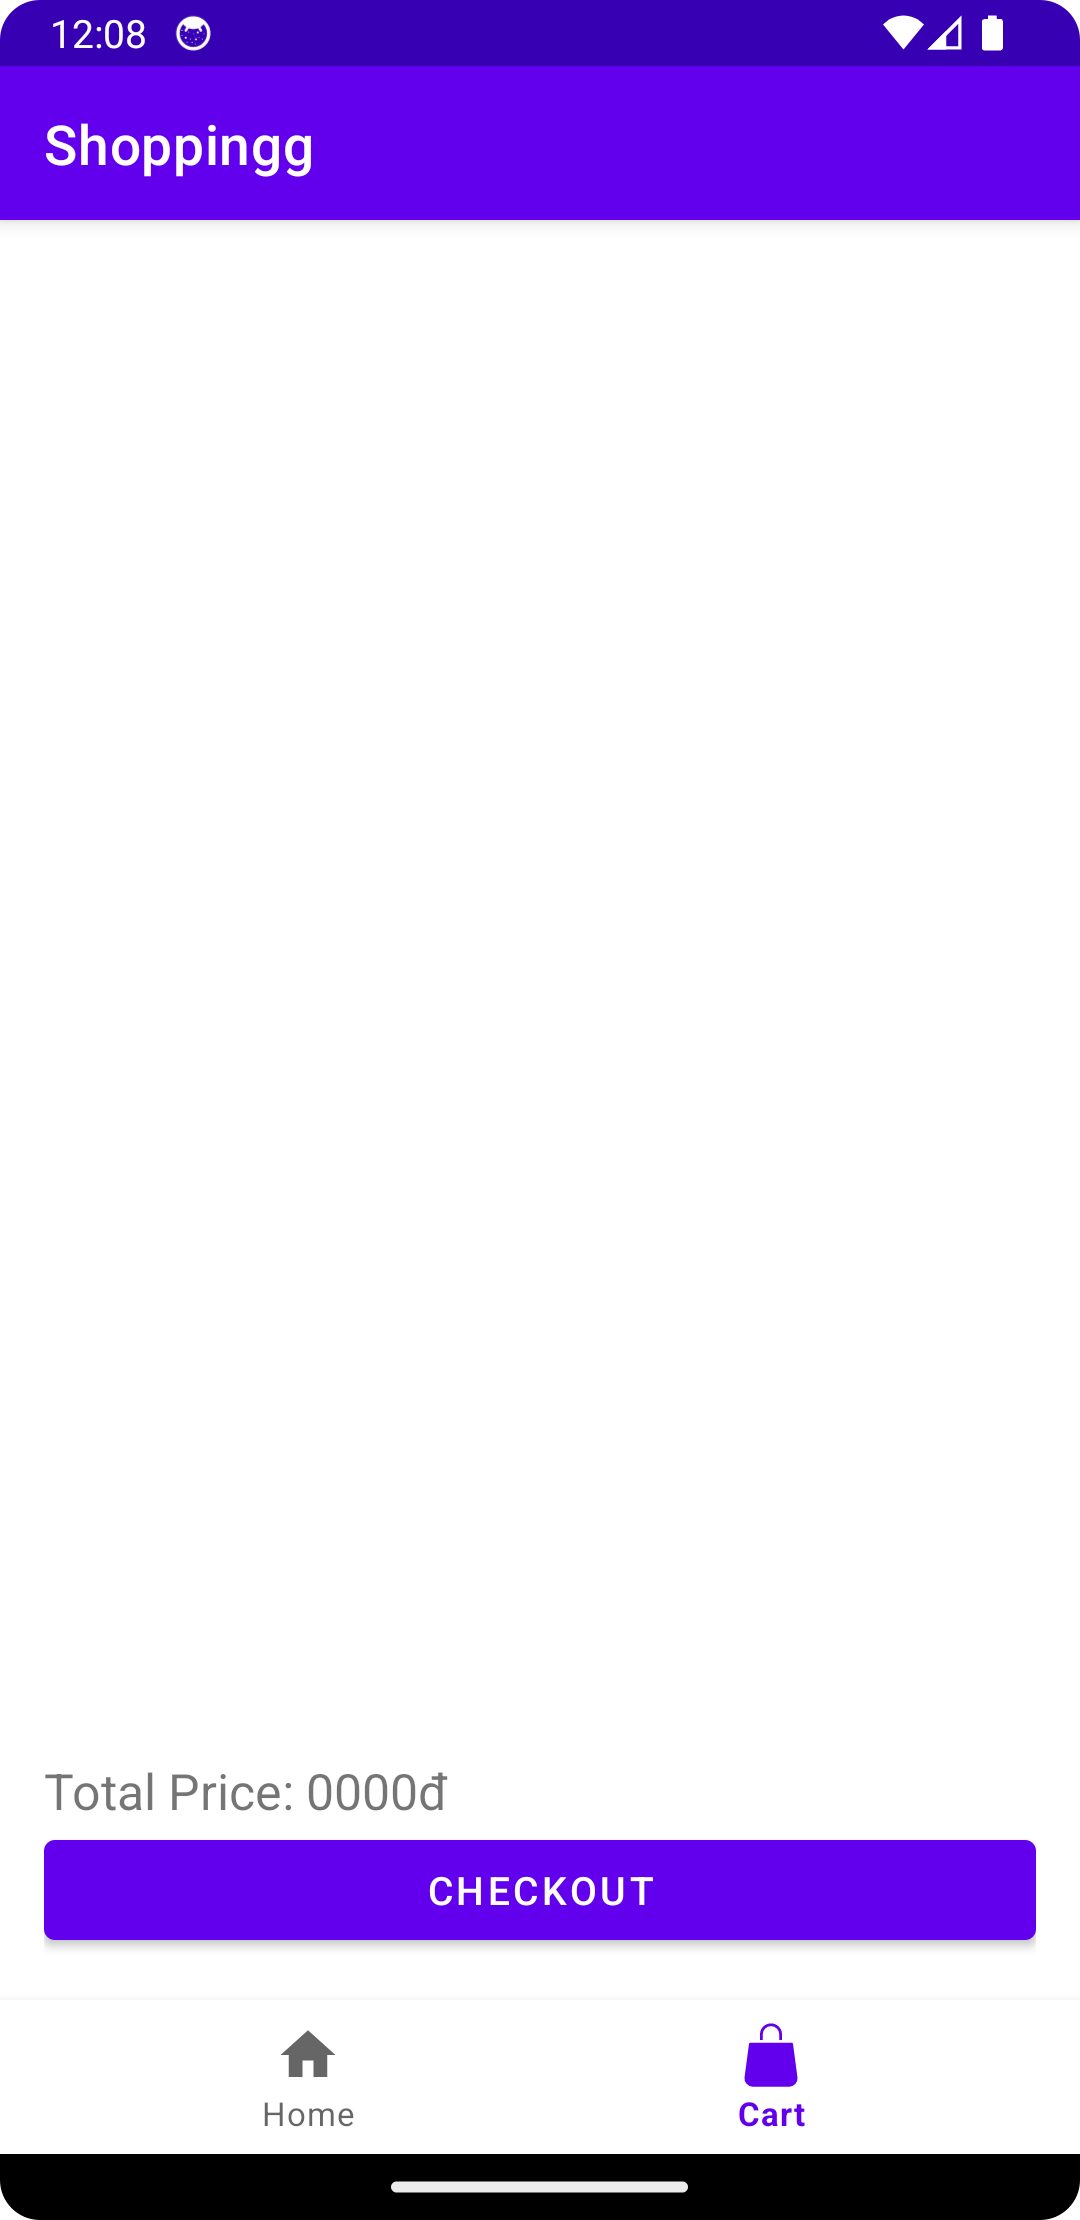 12:08
Shoppingg
Total Price: 0000đ
CHECKOUT
Home
Cart